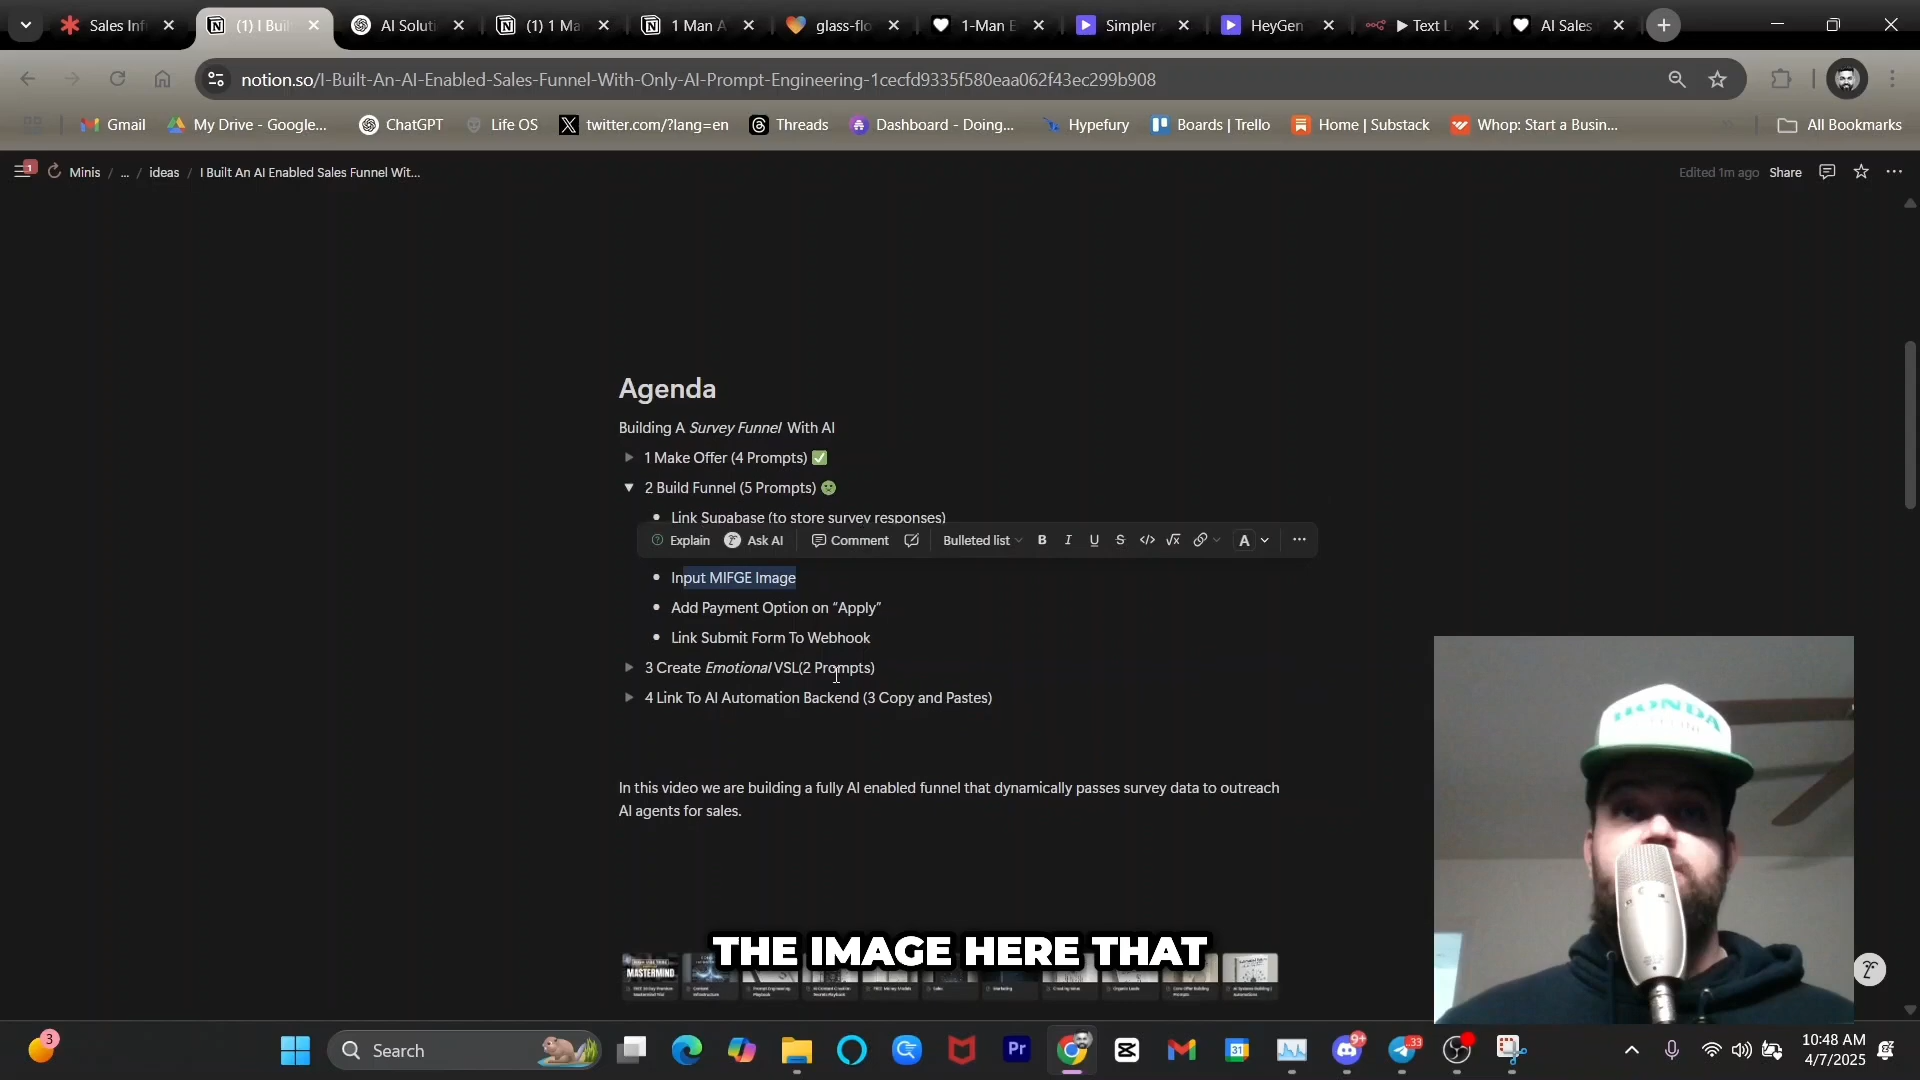 Sales Inf
(1) I Buil
AI Soluti
(1) 1 Ma
1 Man A
glass-flo
1-Man E
Simpler
HeyGen
Text L
AI Sales
notion.so/I-Built-An-AI-Enabled-Sales-Funnel-With-Only-AI-Prompt-Engineering-1cecfd9335f580eaa062f43ec299b908
Gmail
My Drive - Google...
ChatGPT
Life OS
twitter.com/?lang=en
Threads
Dashboard - Doing...
Hypefury
Boards | Trello
Home | Substack
Whop: Start a Busin...
All Bookmarks
1
Minis / ... / ideas / I Built An AI Enabled Sales Funnel Wit...
Edited 1m ago
Share
Agenda
Building A Survey Funnel With AI
1 Make Offer (4 Prompts) ✅
2 Build Funnel (5 Prompts)
Link Supabase (to store survey responses)
Explain
Ask AI
Comment
Bulleted list
B I U S </> √x A
Input MIFGE Image
Add Payment Option on “Apply”
Link Submit Form To Webhook
3 Create Emotional VSL(2 Prompts)
4 Link To AI Automation Backend (3 Copy and Pastes)
In this video we are building a fully AI enabled funnel that dynamically passes survey data to outreach
AI agents for sales.
HONDA
THE IMAGE HERE THAT
MASTERMIND
3
Search
Pr
31
9+
33
10:48 AM
4/7/2025